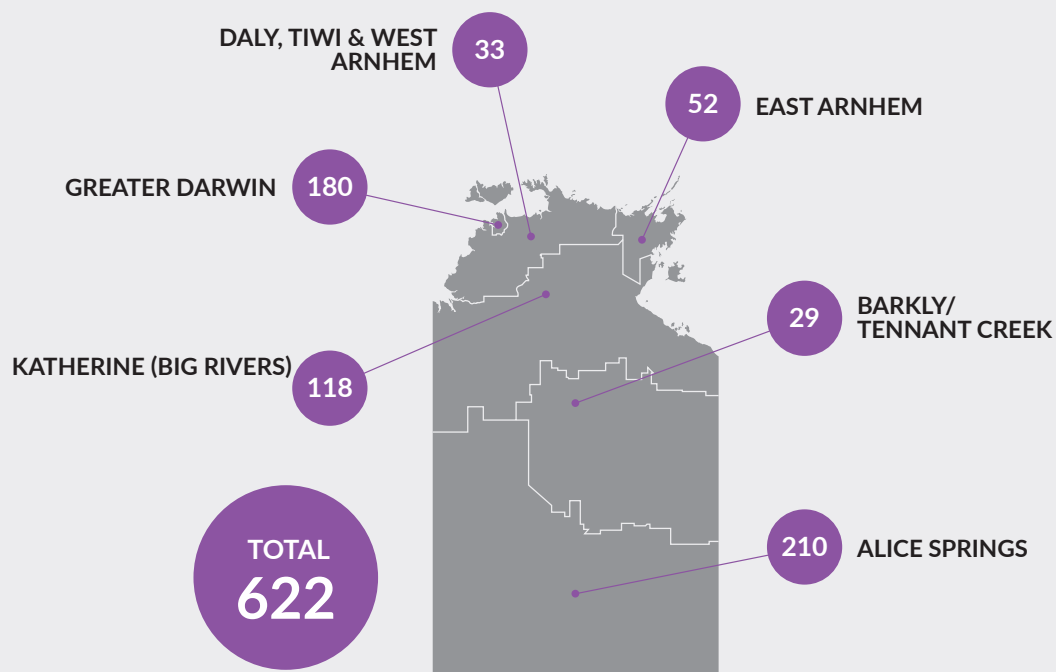 DALY, TIWI & WEST
ARNHEM
33
52
EAST ARNHEM
GREATER DARWIN
180
29
BARKLY/
TENNANT CREEK
KATHERINE (BIG RIVERS)
118
TOTAL
622
210
ALICE SPRINGS